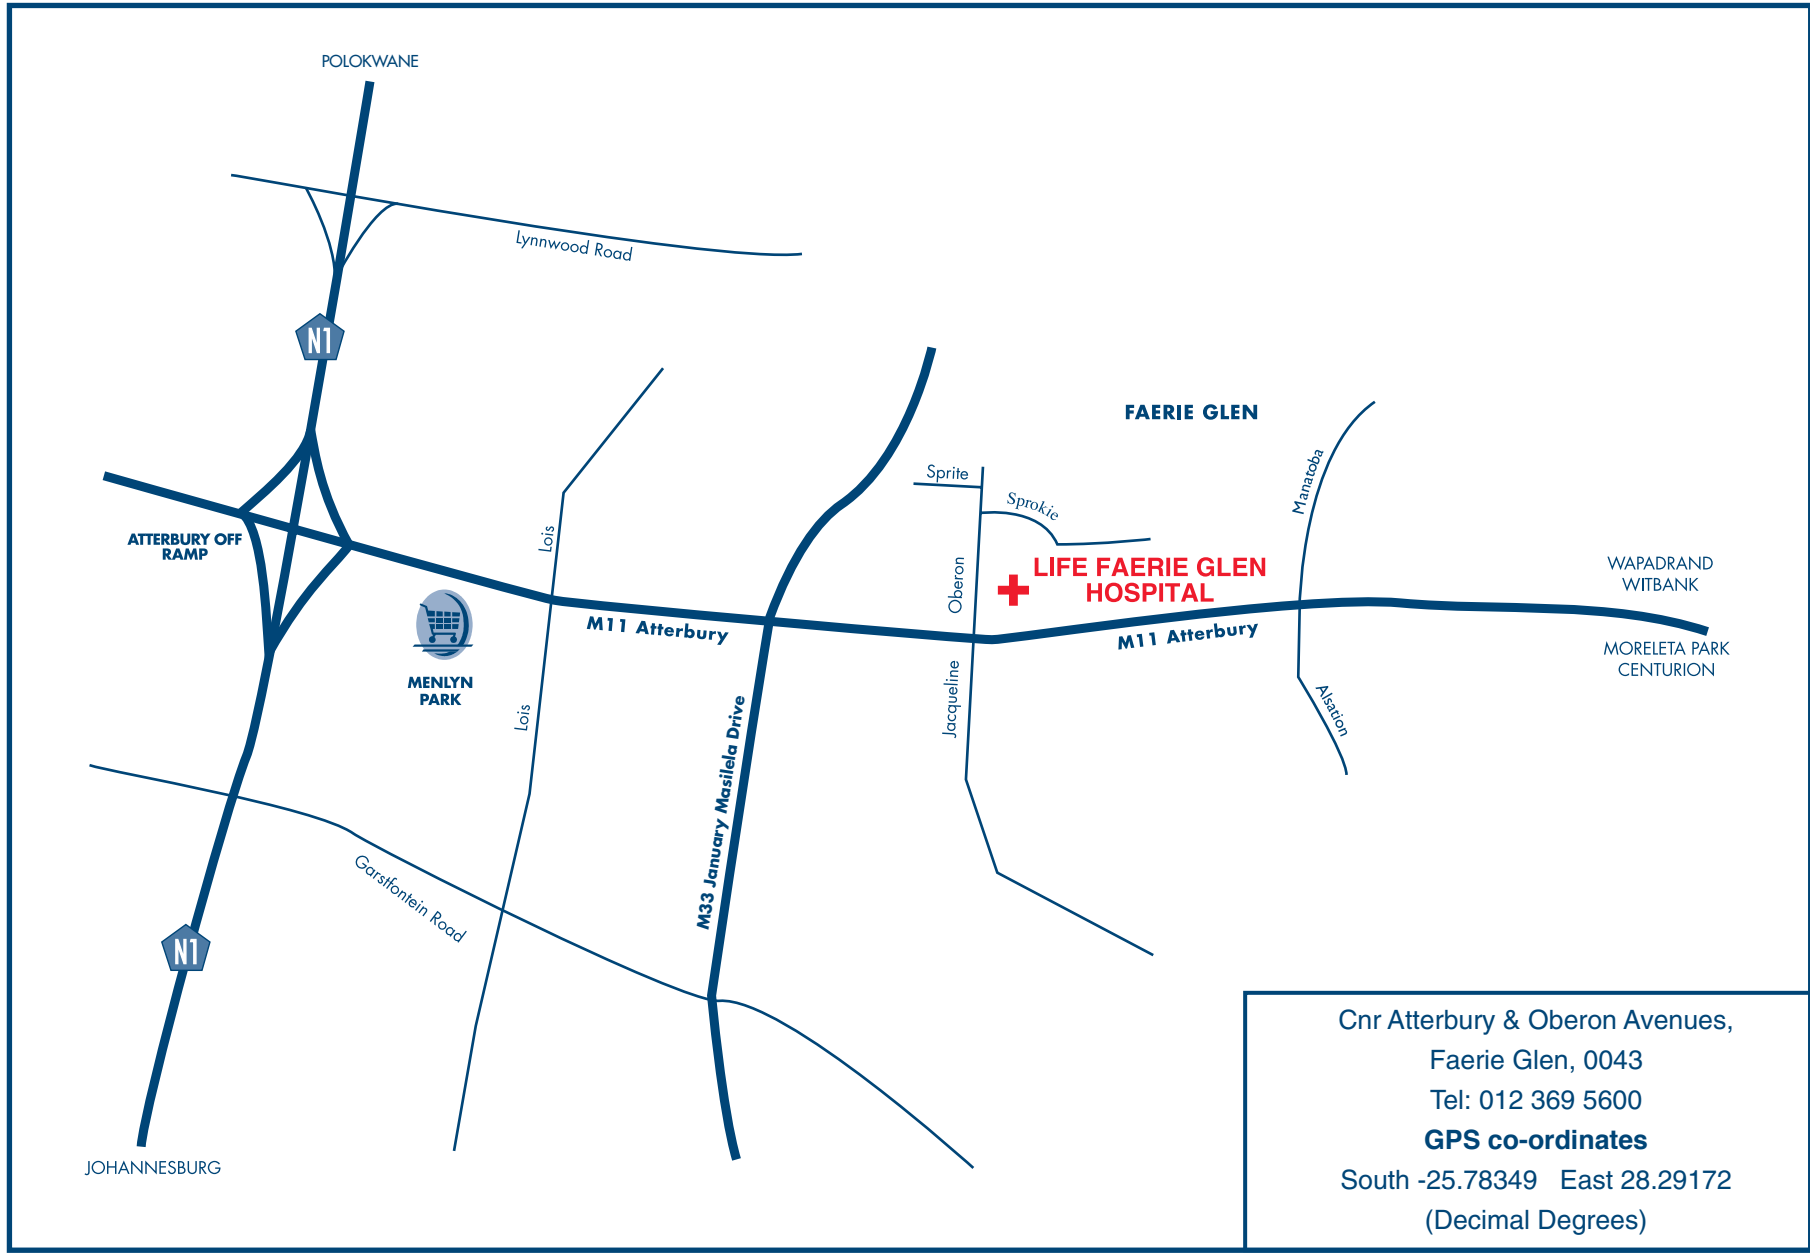 POLOKWANE
Lynnwood Road
N1
FAERIE GLEN
Sprite
Sprokie
Manatoba
Lois
ATTERBURY OFF
RAMP
Oberon
LIFE FAERIE GLEN
HOSPITAL
WAPADRAND
WITBANK
M11 Atterbury
M11 Atterbury
MORELETA PARK
CENTURION
MENLYN
PARK
Jacqueline
Alsation
Lois
M33 January Masilela Drive
Garstfontein Road
N1
JOHANNESBURG
Cnr Atterbury & Oberon Avenues,
Faerie Glen, 0043
Tel: 012 369 5600
GPS co-ordinates
South -25.78349 East 28.29172
(Decimal Degrees)